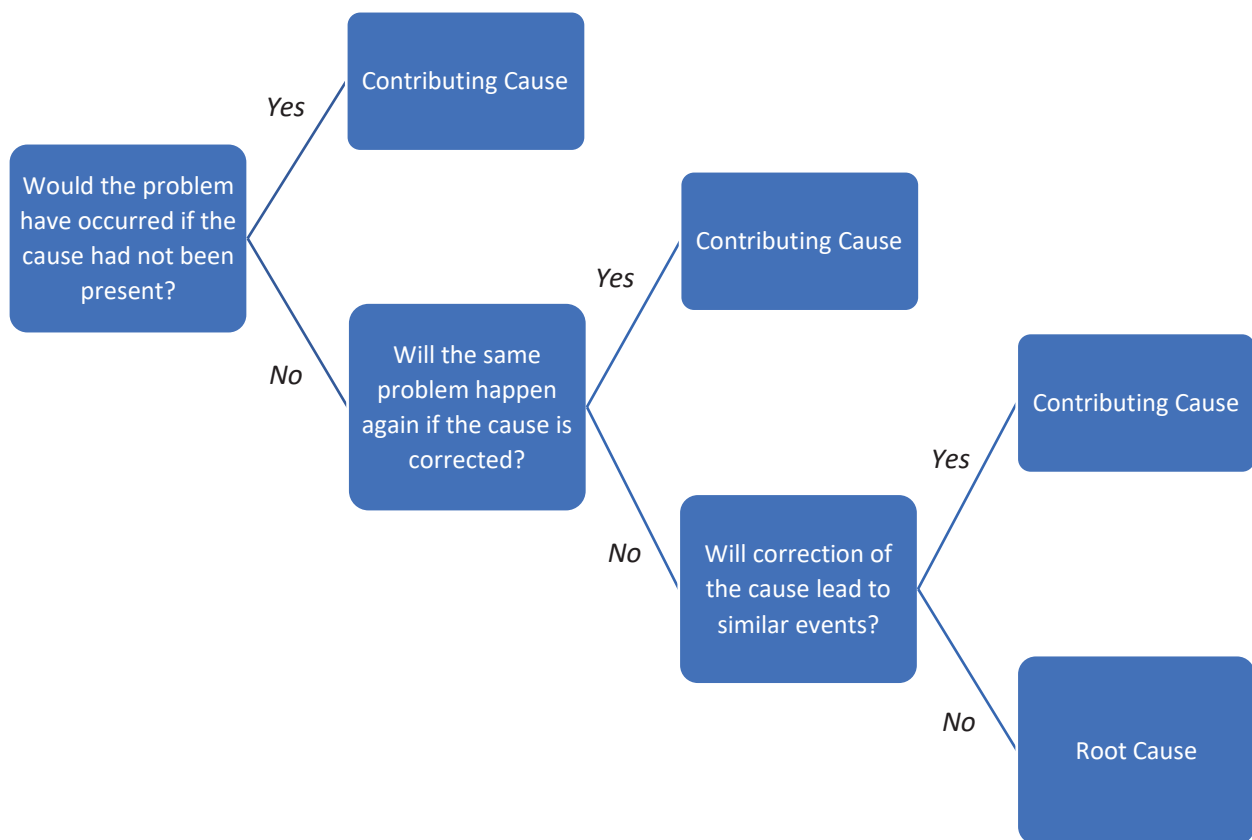 Contributing Cause
Yes
Would the problem
have occurred if the
cause had not been
present?
No
Contributing Cause
Yes
Will the same
problem happen
again if the cause is
corrected?
No
Contributing Cause
Yes
Will correction of
the cause lead to
similar events?
No
Root Cause